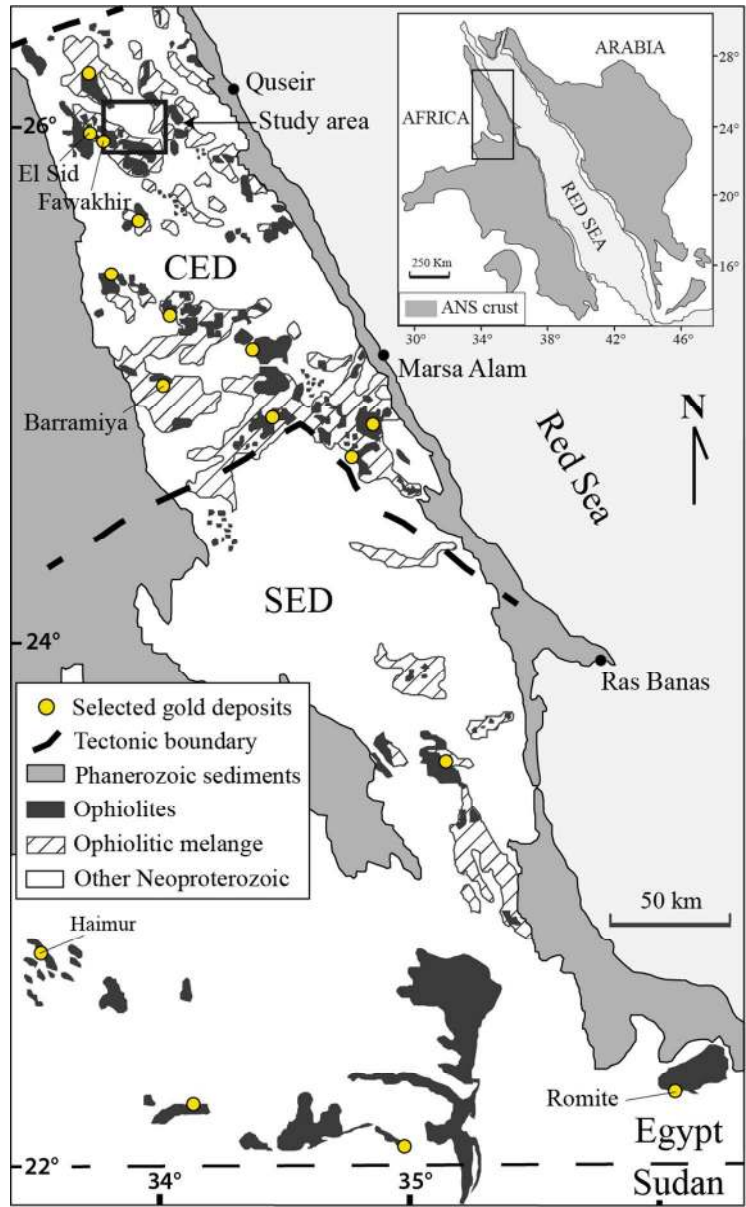 Quseir
26°
Study area
El Sid
Fawakhir
CED
Marsa Alam
Barramiya
Red Sea
N
SED
24°
Ras Banas
Selected gold deposits
Tectonic boundary
Phanerozoic sediments
Ophiolites
Ophiolitic melange
Other Neoproterozoic
50 km
Haimur
Romite
Egypt
22°
Sudan
34°
35°
ARABIA
28°
AFRICA
24°
20°
RED SEA
16°
250 Km
ANS crust
30°
34°
38°
42°
46°